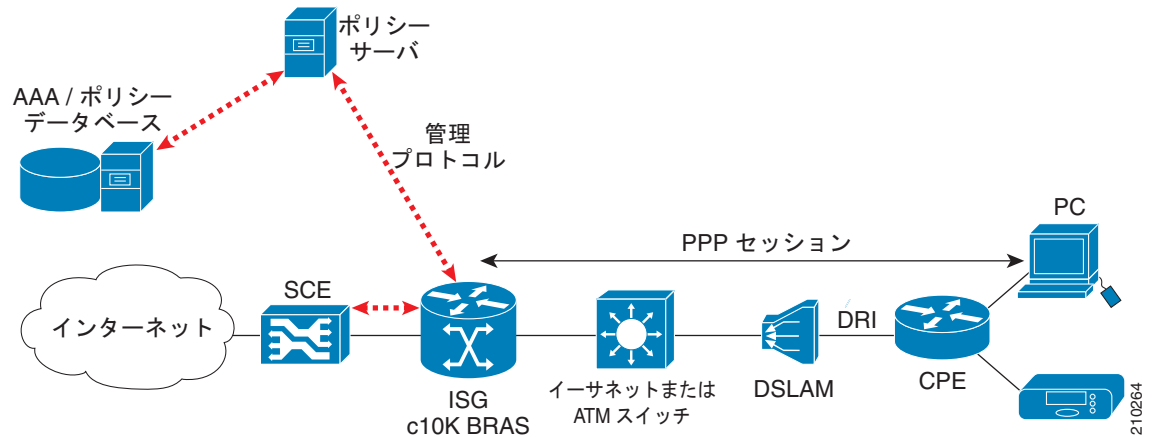 ポリシー
サーバ
AAA / ポリシー
データベース
管理
プロトコル
PC
PPP セッション
SCE
インターネット
DRI
ISG
c10K BRAS
イーサネットまたは
ATM スイッチ
DSLAM
CPE
210264